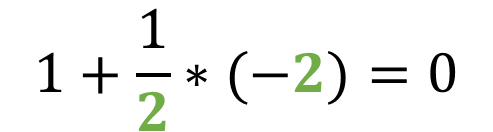 1 + 1/2 * (−2) = 0